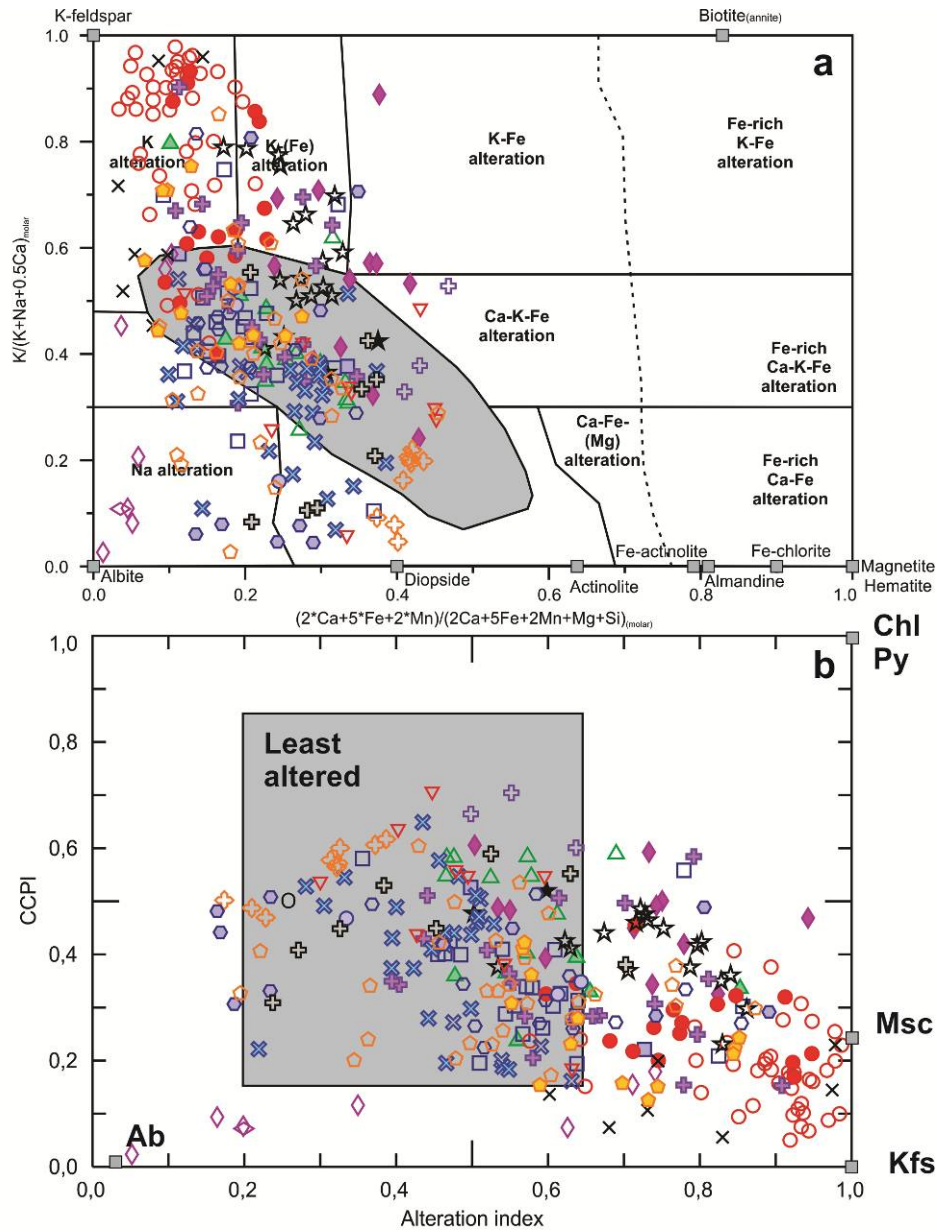 K-feldspar
Biotite(annite)
1.0
a
0.8
K
alteration
K-(Fe)
alteration
K-Fe
alteration
Fe-rich
K-Fe
alteration
0.6
K/(K+Na+0.5Ca)molar
0.4
Ca-K-Fe
alteration
Fe-rich
Ca-K-Fe
alteration
0.2
Na alteration
Ca-Fe-
(Mg)
alteration
Fe-rich
Ca-Fe
alteration
0.0
Albite
Diopside
Actinolite
Fe-actinolite
Almandine
Fe-chlorite
Magnetite
Hematite
0.0 0.2 0.4 0.6 0.8 1.0
(2*Ca+5*Fe+2*Mn)/(2Ca+5Fe+2Mn+Mg+Si)(molar)
1,0
b
Chl
Py
0,8
Least
altered
0,6
CCPI
O
0,4
Msc
0,2
Ab
Kfs
0,0
0,0 0,2 0,4 0,6 0,8 1,0
Alteration index